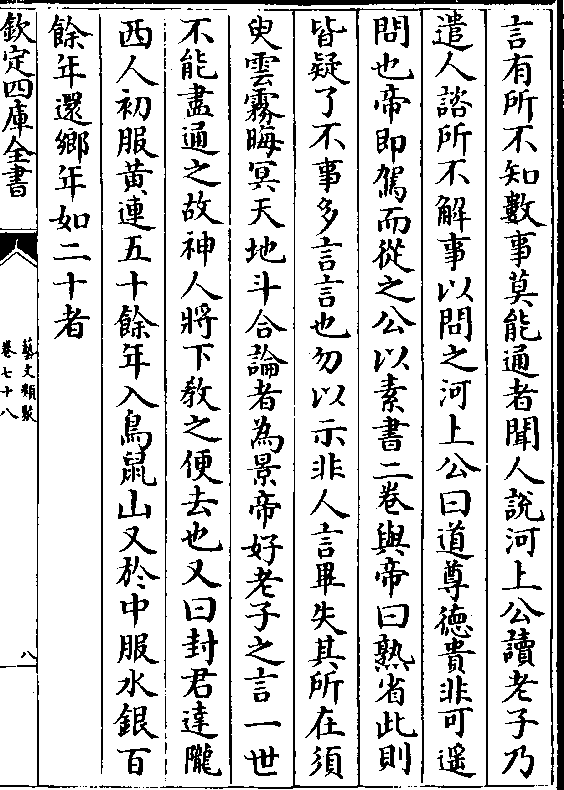 言有所不知數事莫能通者聞人說河上公讀老子乃
遣人諮所不解事以問之河上公曰道尊德貴非可遥
問也帝即駕而從之公以素書二卷與帝曰熟省此則
皆疑了不事多言言也勿以示非人言畢失其所在須
臾雲霧晦冥天地斗合論者為景帝好老子之言一世
不能盡通之故神人將下教之便去也又曰封君達隴
西人初服黄連五十餘年入鳥鼠山又於中服水銀百
餘年還鄉年如二十者
欽定四庫全書
藝文類聚
卷七十八
八